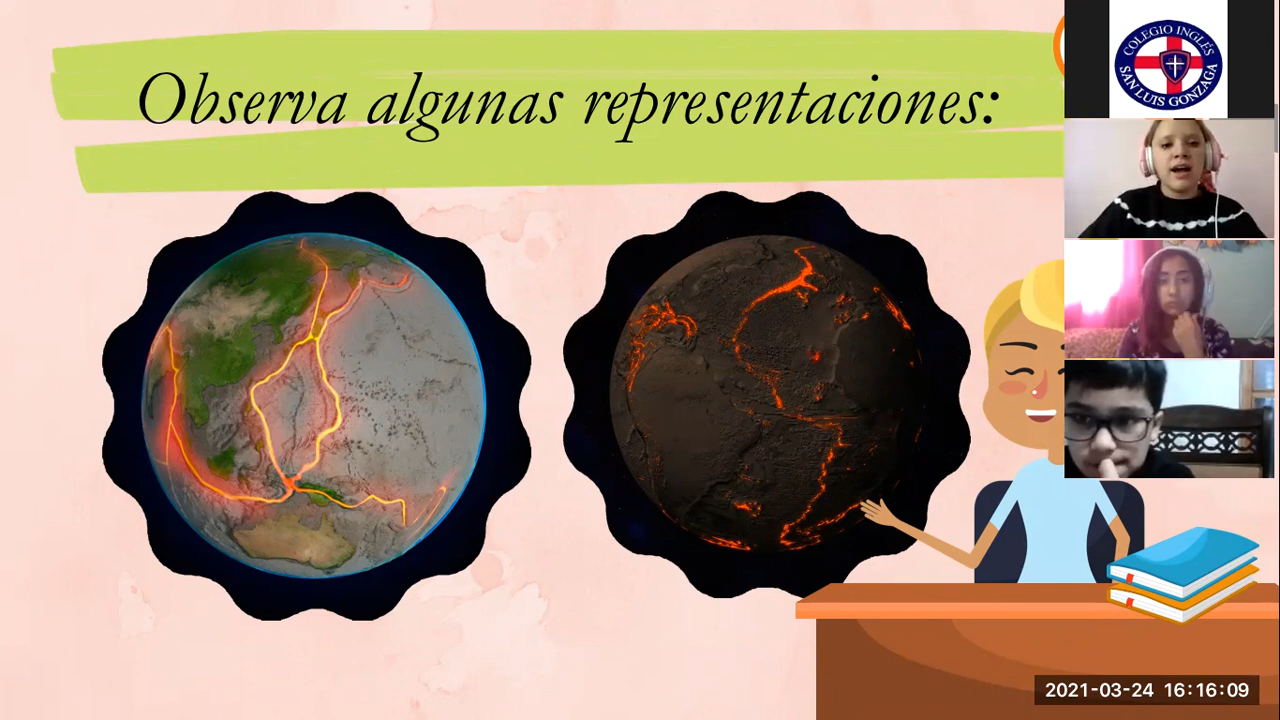 Observa algunas representaciones:
COLEGIO INGLÉS
SAN LUIS GONZAGA
2021-03-24 16:16:09